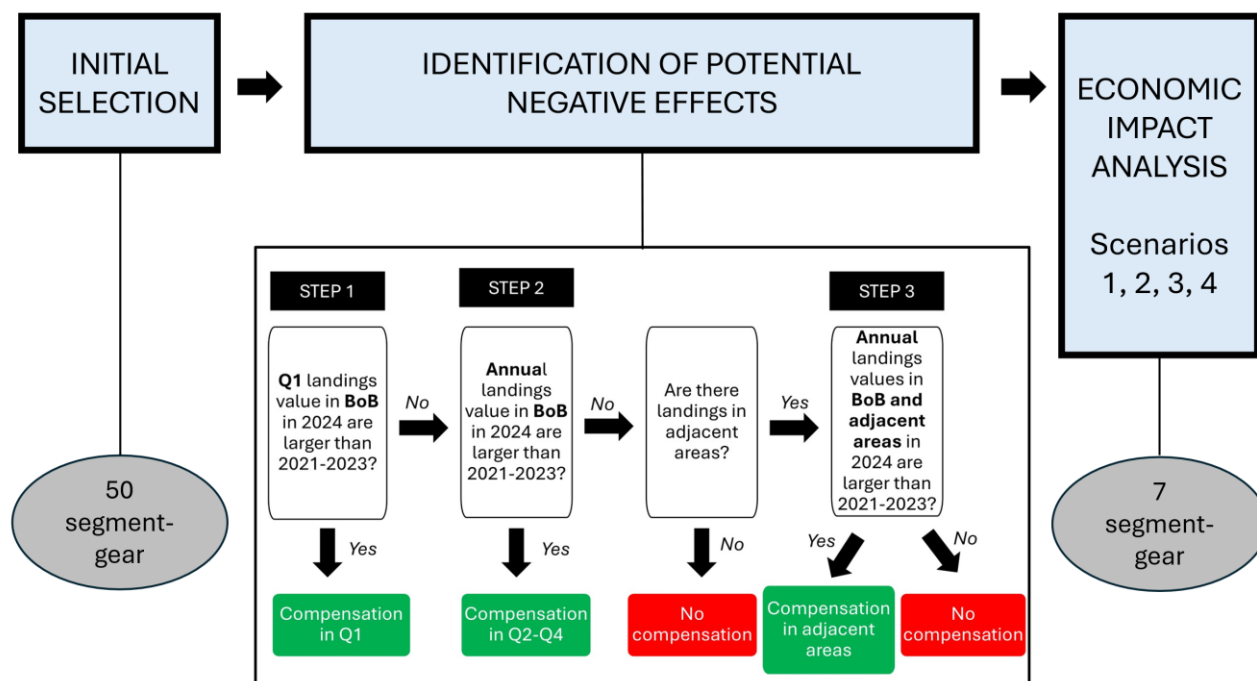 INITIAL
SELECTION
IDENTIFICATION OF POTENTIAL
NEGATIVE EFFECTS
ECONOMIC
IMPACT
ANALYSIS
Scenarios
1, 2, 3, 4
50
segment-
gear
STEP 1
Q1 landings
value in BoB
in 2024 are
larger than
2021-2023?
No
Yes
Compensation
in Q1
STEP 2
Annual
landings
value in BoB
in 2024 are
larger than
2021-2023?
No
Yes
Compensation
in Q2-Q4
Are there
landings in
adjacent
areas?
Yes
No
No
compensation
STEP 3
Annual
landings
values in
BoB and
adjacent
areas in
2024 are
larger than
2021-2023?
Yes
No
Compensation
in adjacent
areas
No
compensation
7
segment-
gear